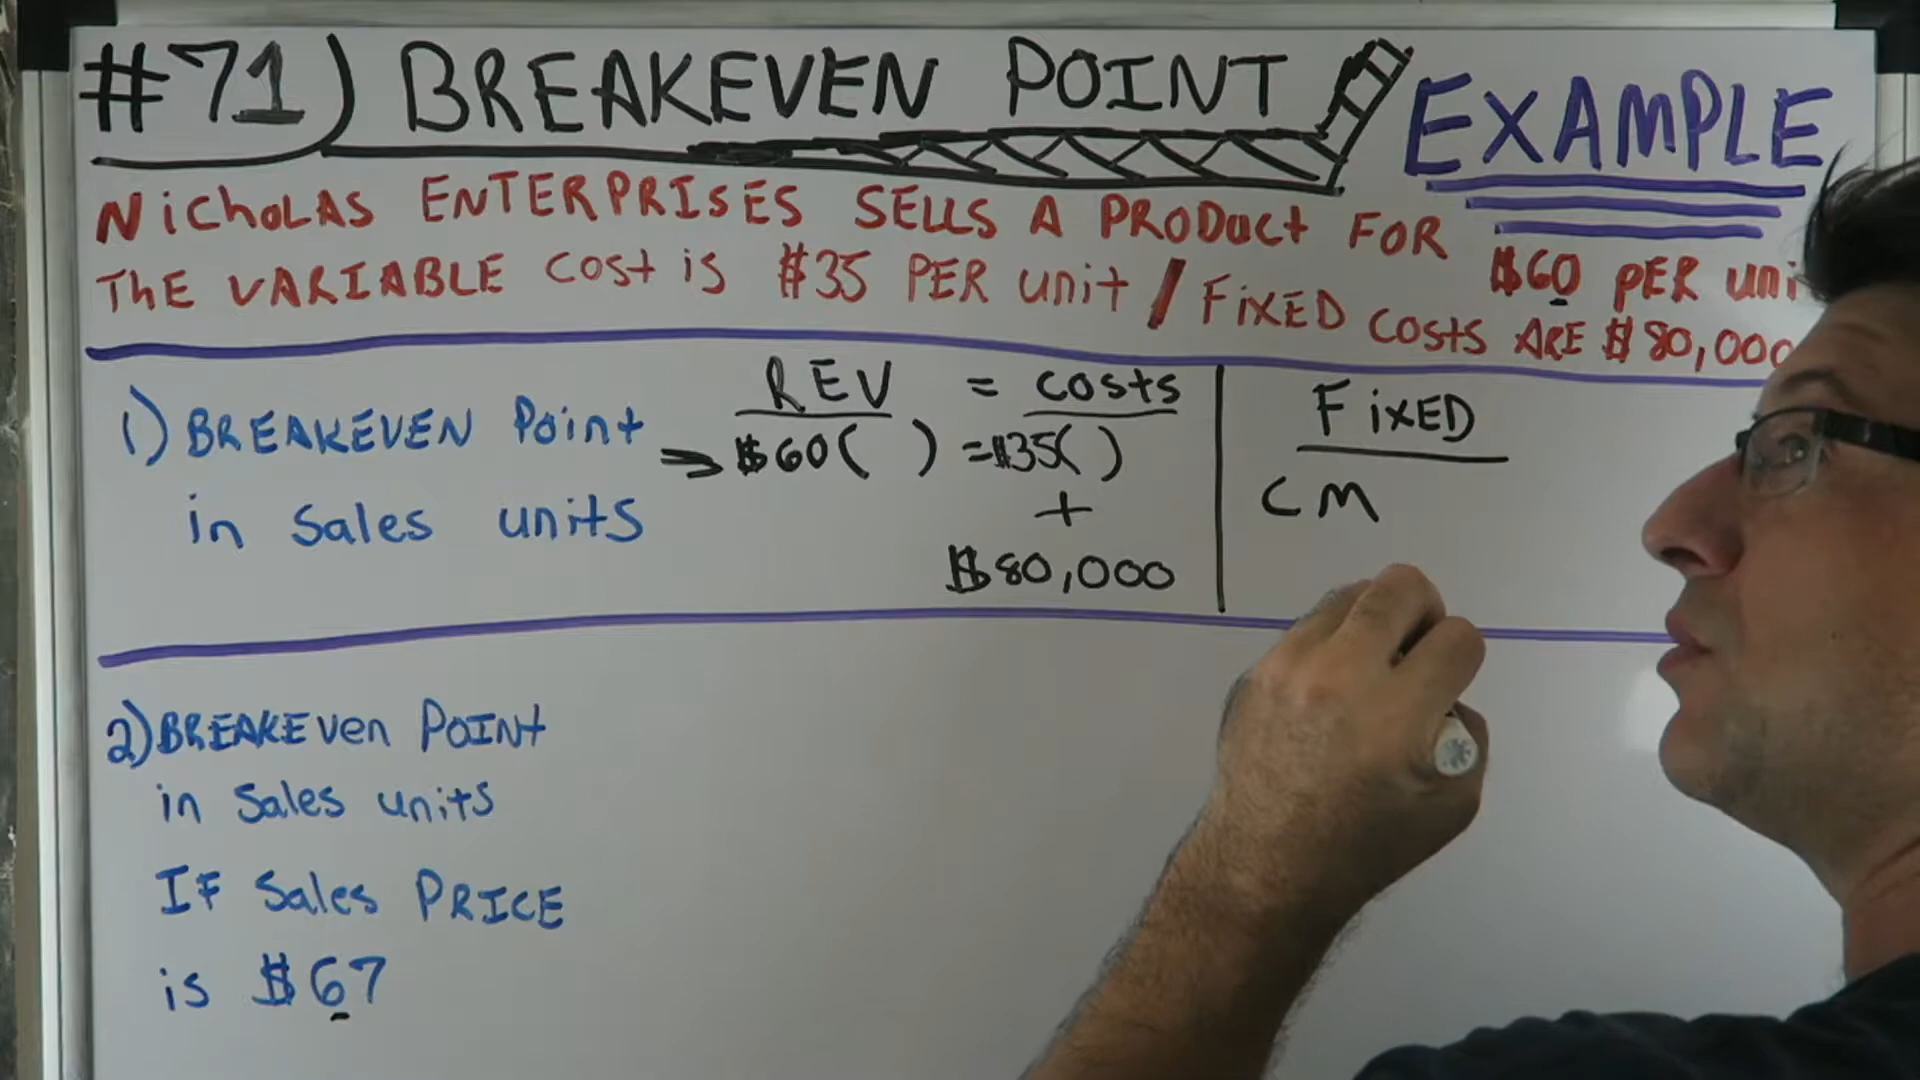 #71) BREAKEVEN POINT
EXAMPLE
NicholAS ENTERPRISES SELLS A PRODuct FOR $60 PER uni
ThE VARIABLE cost is $35 PER unit / FixED costs ARE $80,000
1) BREAKEVEN Point
in Sales units
REV = costs
⇒ $60( ) = $35( )
+
$80,000
FixED
CM
2) BREAKEVen POINT
in Sales units
IF Sales PRICE
is $67